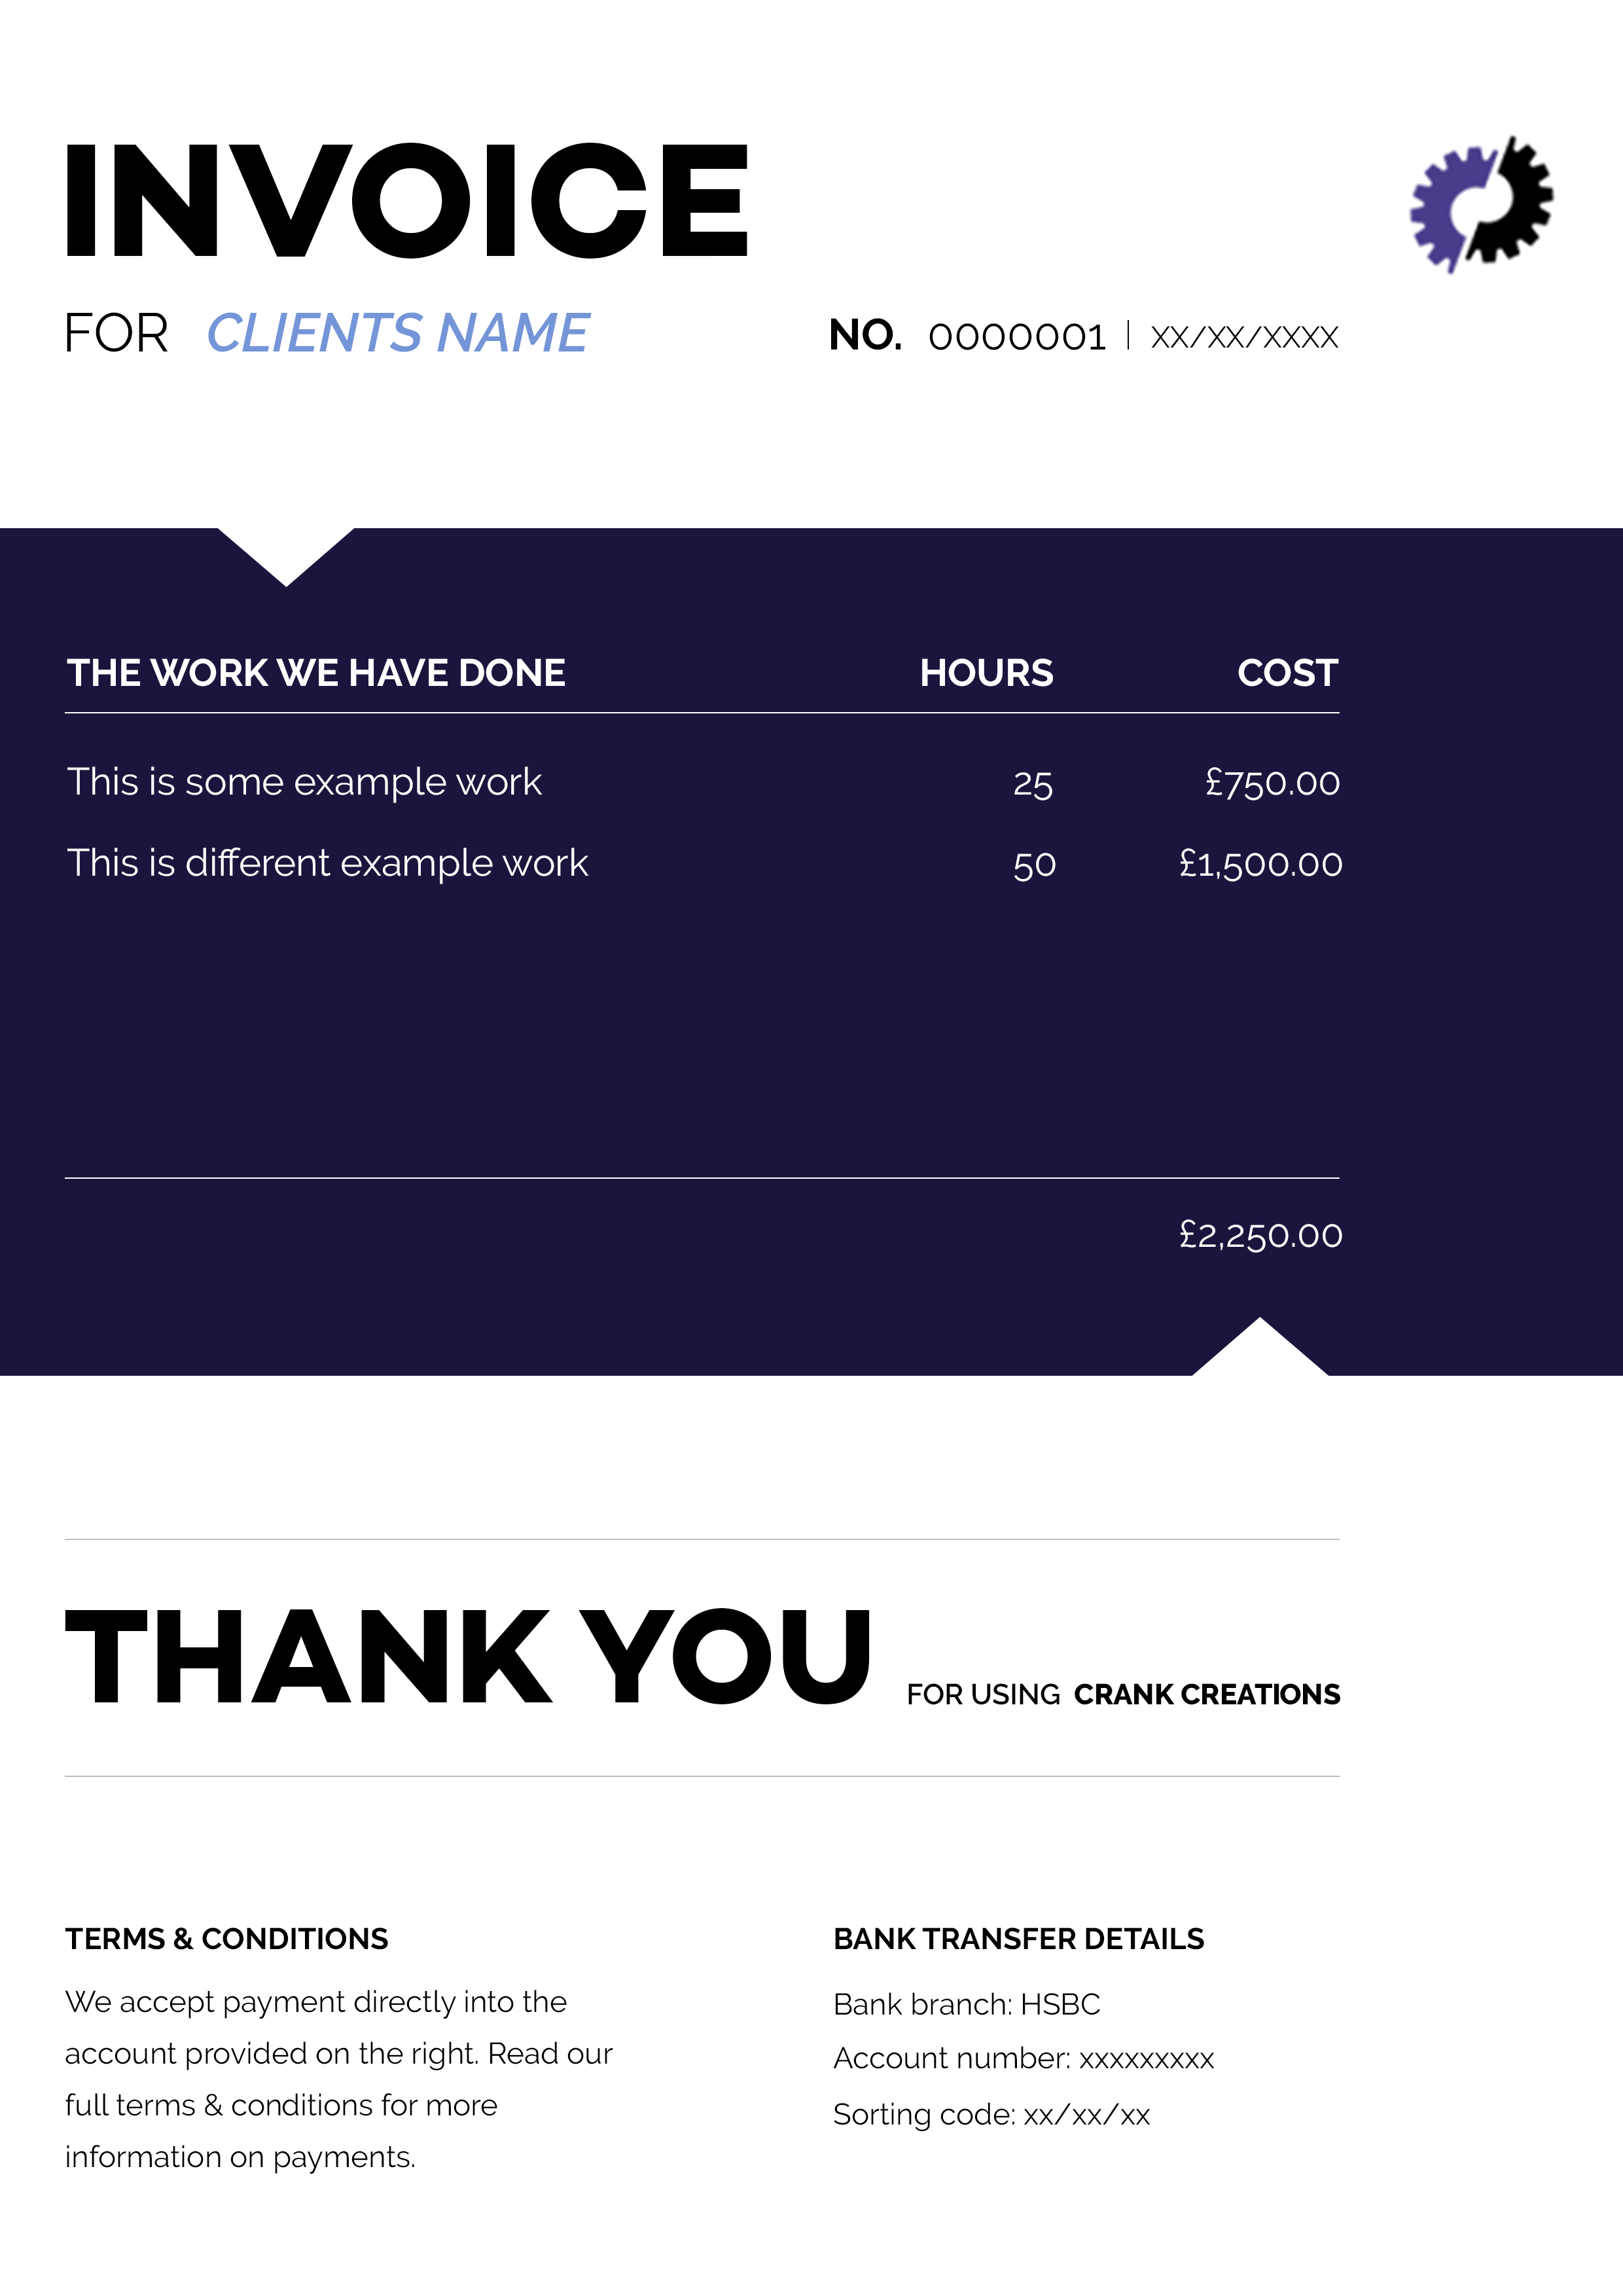 INVOICE
FOR CLIENTS NAME NO. 0000001 | XX/XX/XXXX
THE WORK WE HAVE DONE HOURS COST
This is some example work 25 £750.00
This is different example work 50 £1,500.00
£2,250.00
THANK YOU FOR USING CRANK CREATIONS
TERMS & CONDITIONS
We accept payment directly into the
account provided on the right. Read our
full terms & conditions for more
information on payments.
BANK TRANSFER DETAILS
Bank branch: HSBC
Account number: xxxxxxxxx
Sorting code: xx/xx/xx